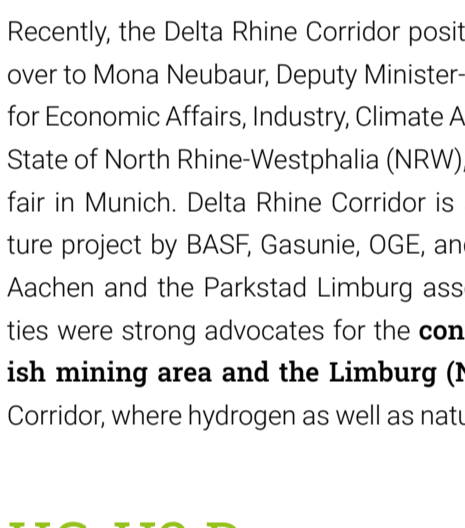 Recently, the Delta Rhine Corridor posit
over to Mona Neubaur, Deputy Minister-
for Economic Affairs, Industry, Climate A
State of North Rhine-Westphalia (NRW),
fair in Munich. Delta Rhine Corridor is
ture project by BASF, Gasunie, OGE, an
Aachen and the Parkstad Limburg ass
ties were strong advocates for the con
ish mining area and the Limburg (N
Corridor, where hydrogen as well as natu